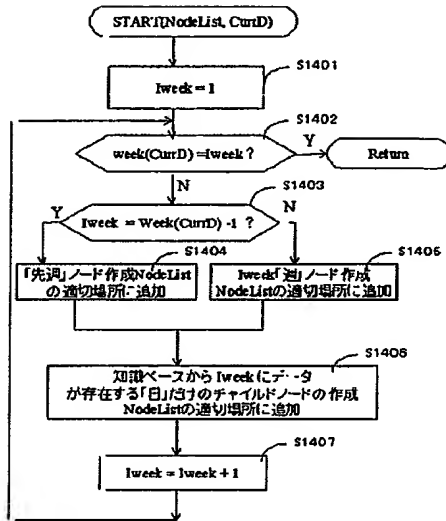 START(NodeList, CurrD)
S1401
Iweek = 1
S1402
week(CurrD) =Iweek ?
Y
Return
N
S1403
Y
Iweek = Week(CurrD) -1 ?
N
S1404
S1405
「先週」ノード作成NodeList
の適切場所に追加
Iweek「週」ノード作成
NodeListの適切場所に追加
S1406
知識ベースから Iweek にデータ
が存在する「日」だけのチャイルドノードの作成
NodeListの適切場所に追加
S1407
Iweek = Iweek + 1